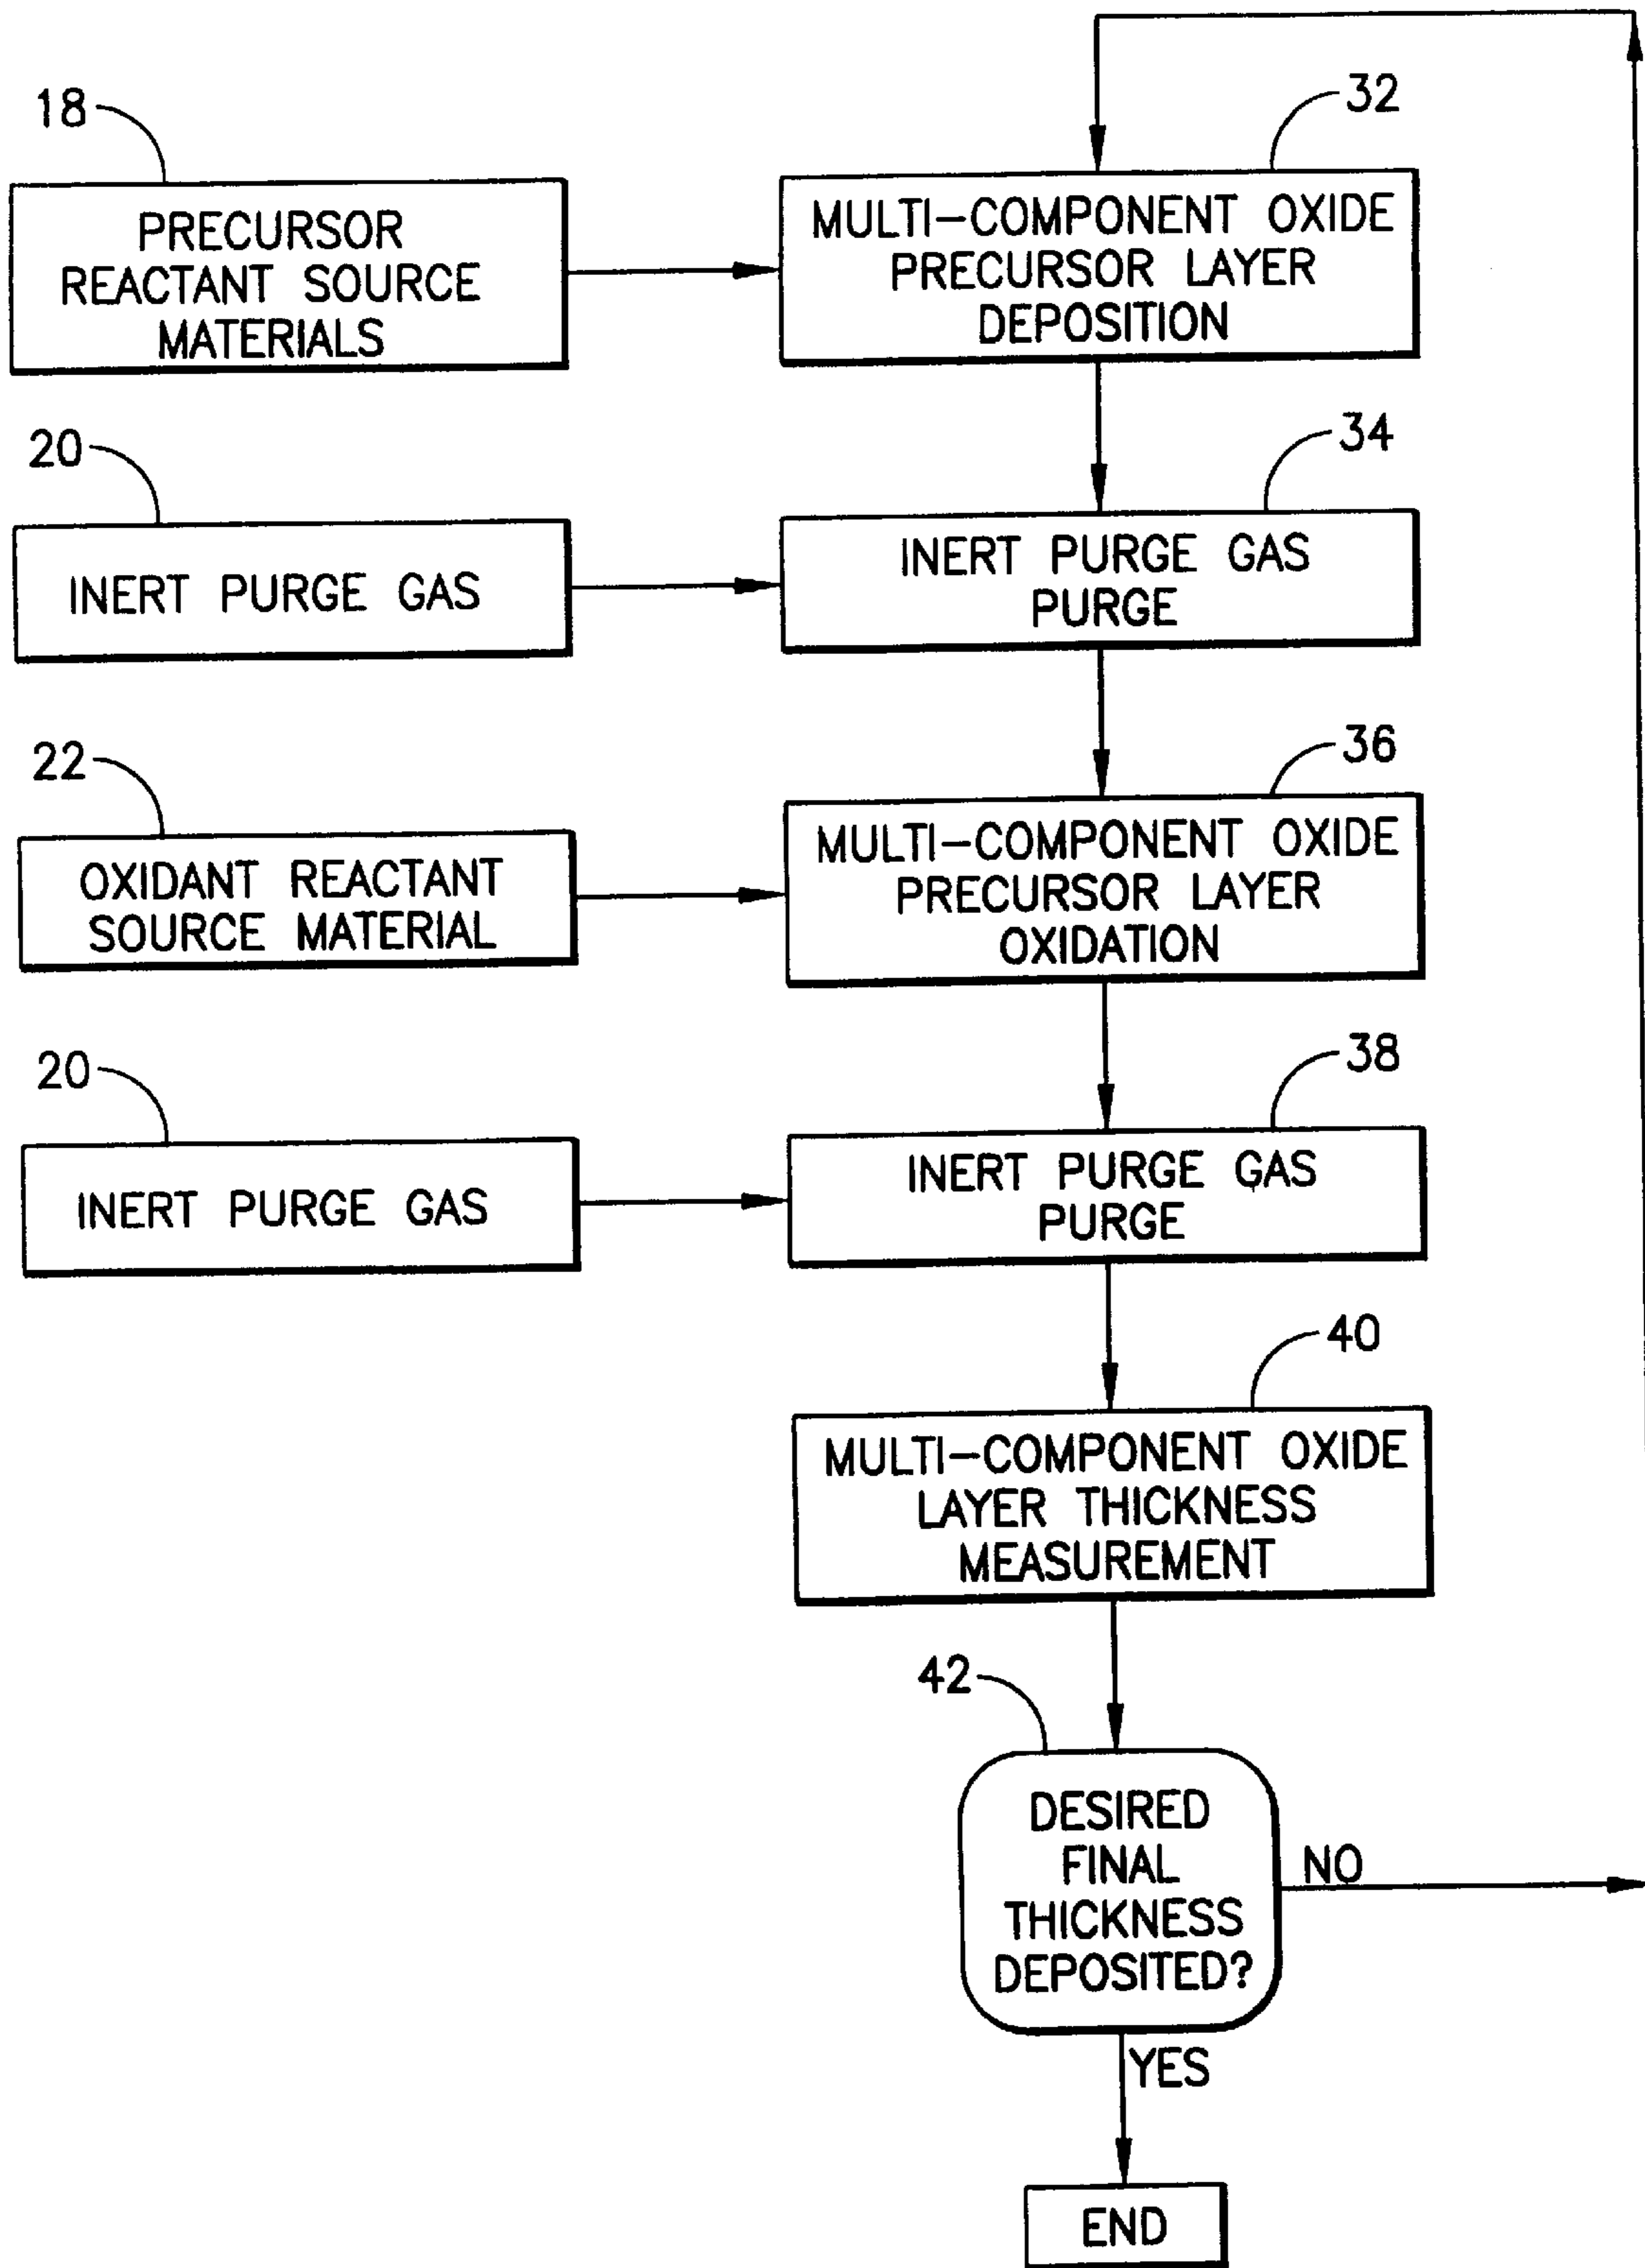 18
32
PRECURSOR
REACTANT SOURCE
MATERIALS
MULTI-COMPONENT OXIDE
PRECURSOR LAYER
DEPOSITION
20
34
INERT PURGE GAS
INERT PURGE GAS
PURGE
22
36
OXIDANT REACTANT
SOURCE MATERIAL
MULTI-COMPONENT OXIDE
PRECURSOR LAYER
OXIDATION
20
38
INERT PURGE GAS
INERT PURGE GAS
PURGE
40
MULTI-COMPONENT OXIDE
LAYER THICKNESS
MEASUREMENT
42
DESIRED
FINAL
THICKNESS
DEPOSITED?
NO
YES
END